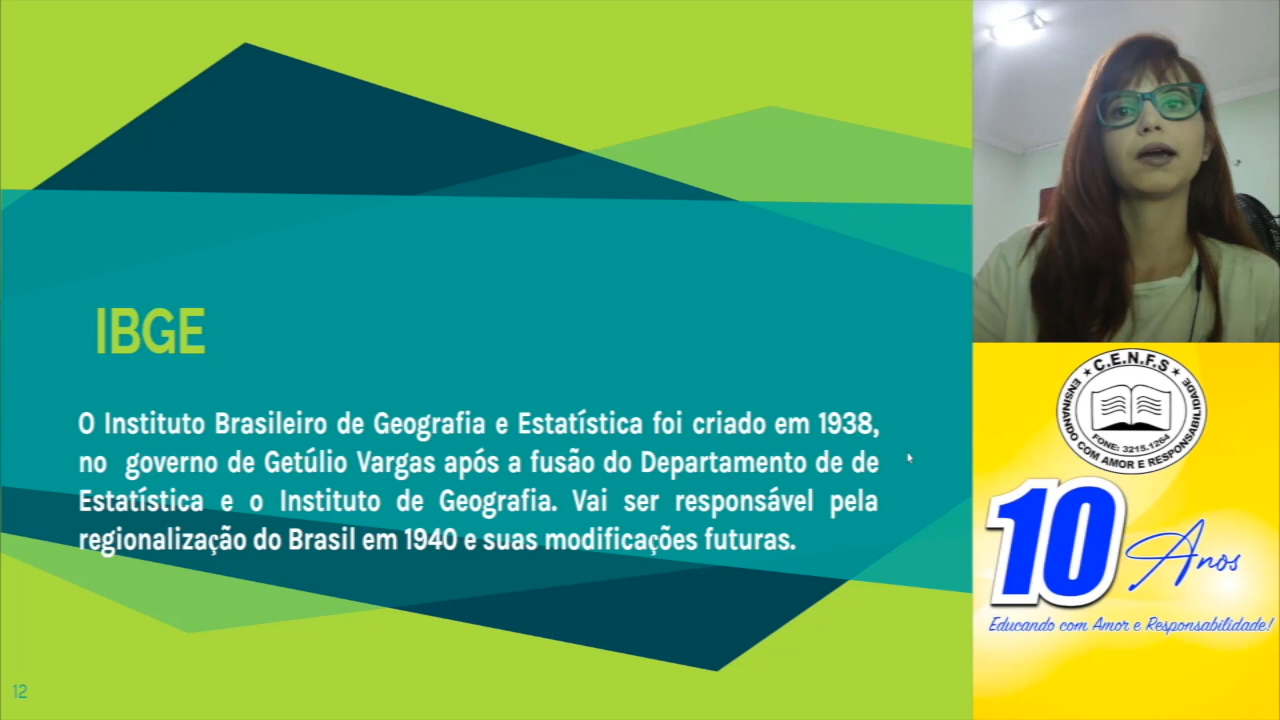 IBGE
O Instituto Brasileiro de Geografia e Estatística foi criado em 1938,
no governo de Getúlio Vargas após a fusão do Departamento de de
Estatística e o Instituto de Geografia. Vai ser responsável pela
regionalização do Brasil em 1940 e suas modificações futuras.
12
★ C.E.N.F.S ★
ENSINANDO COM AMOR E RESPONSABILIDADE
FONE: 3215.1264
10 Anos
Educando com Amor e Responsabilidade!